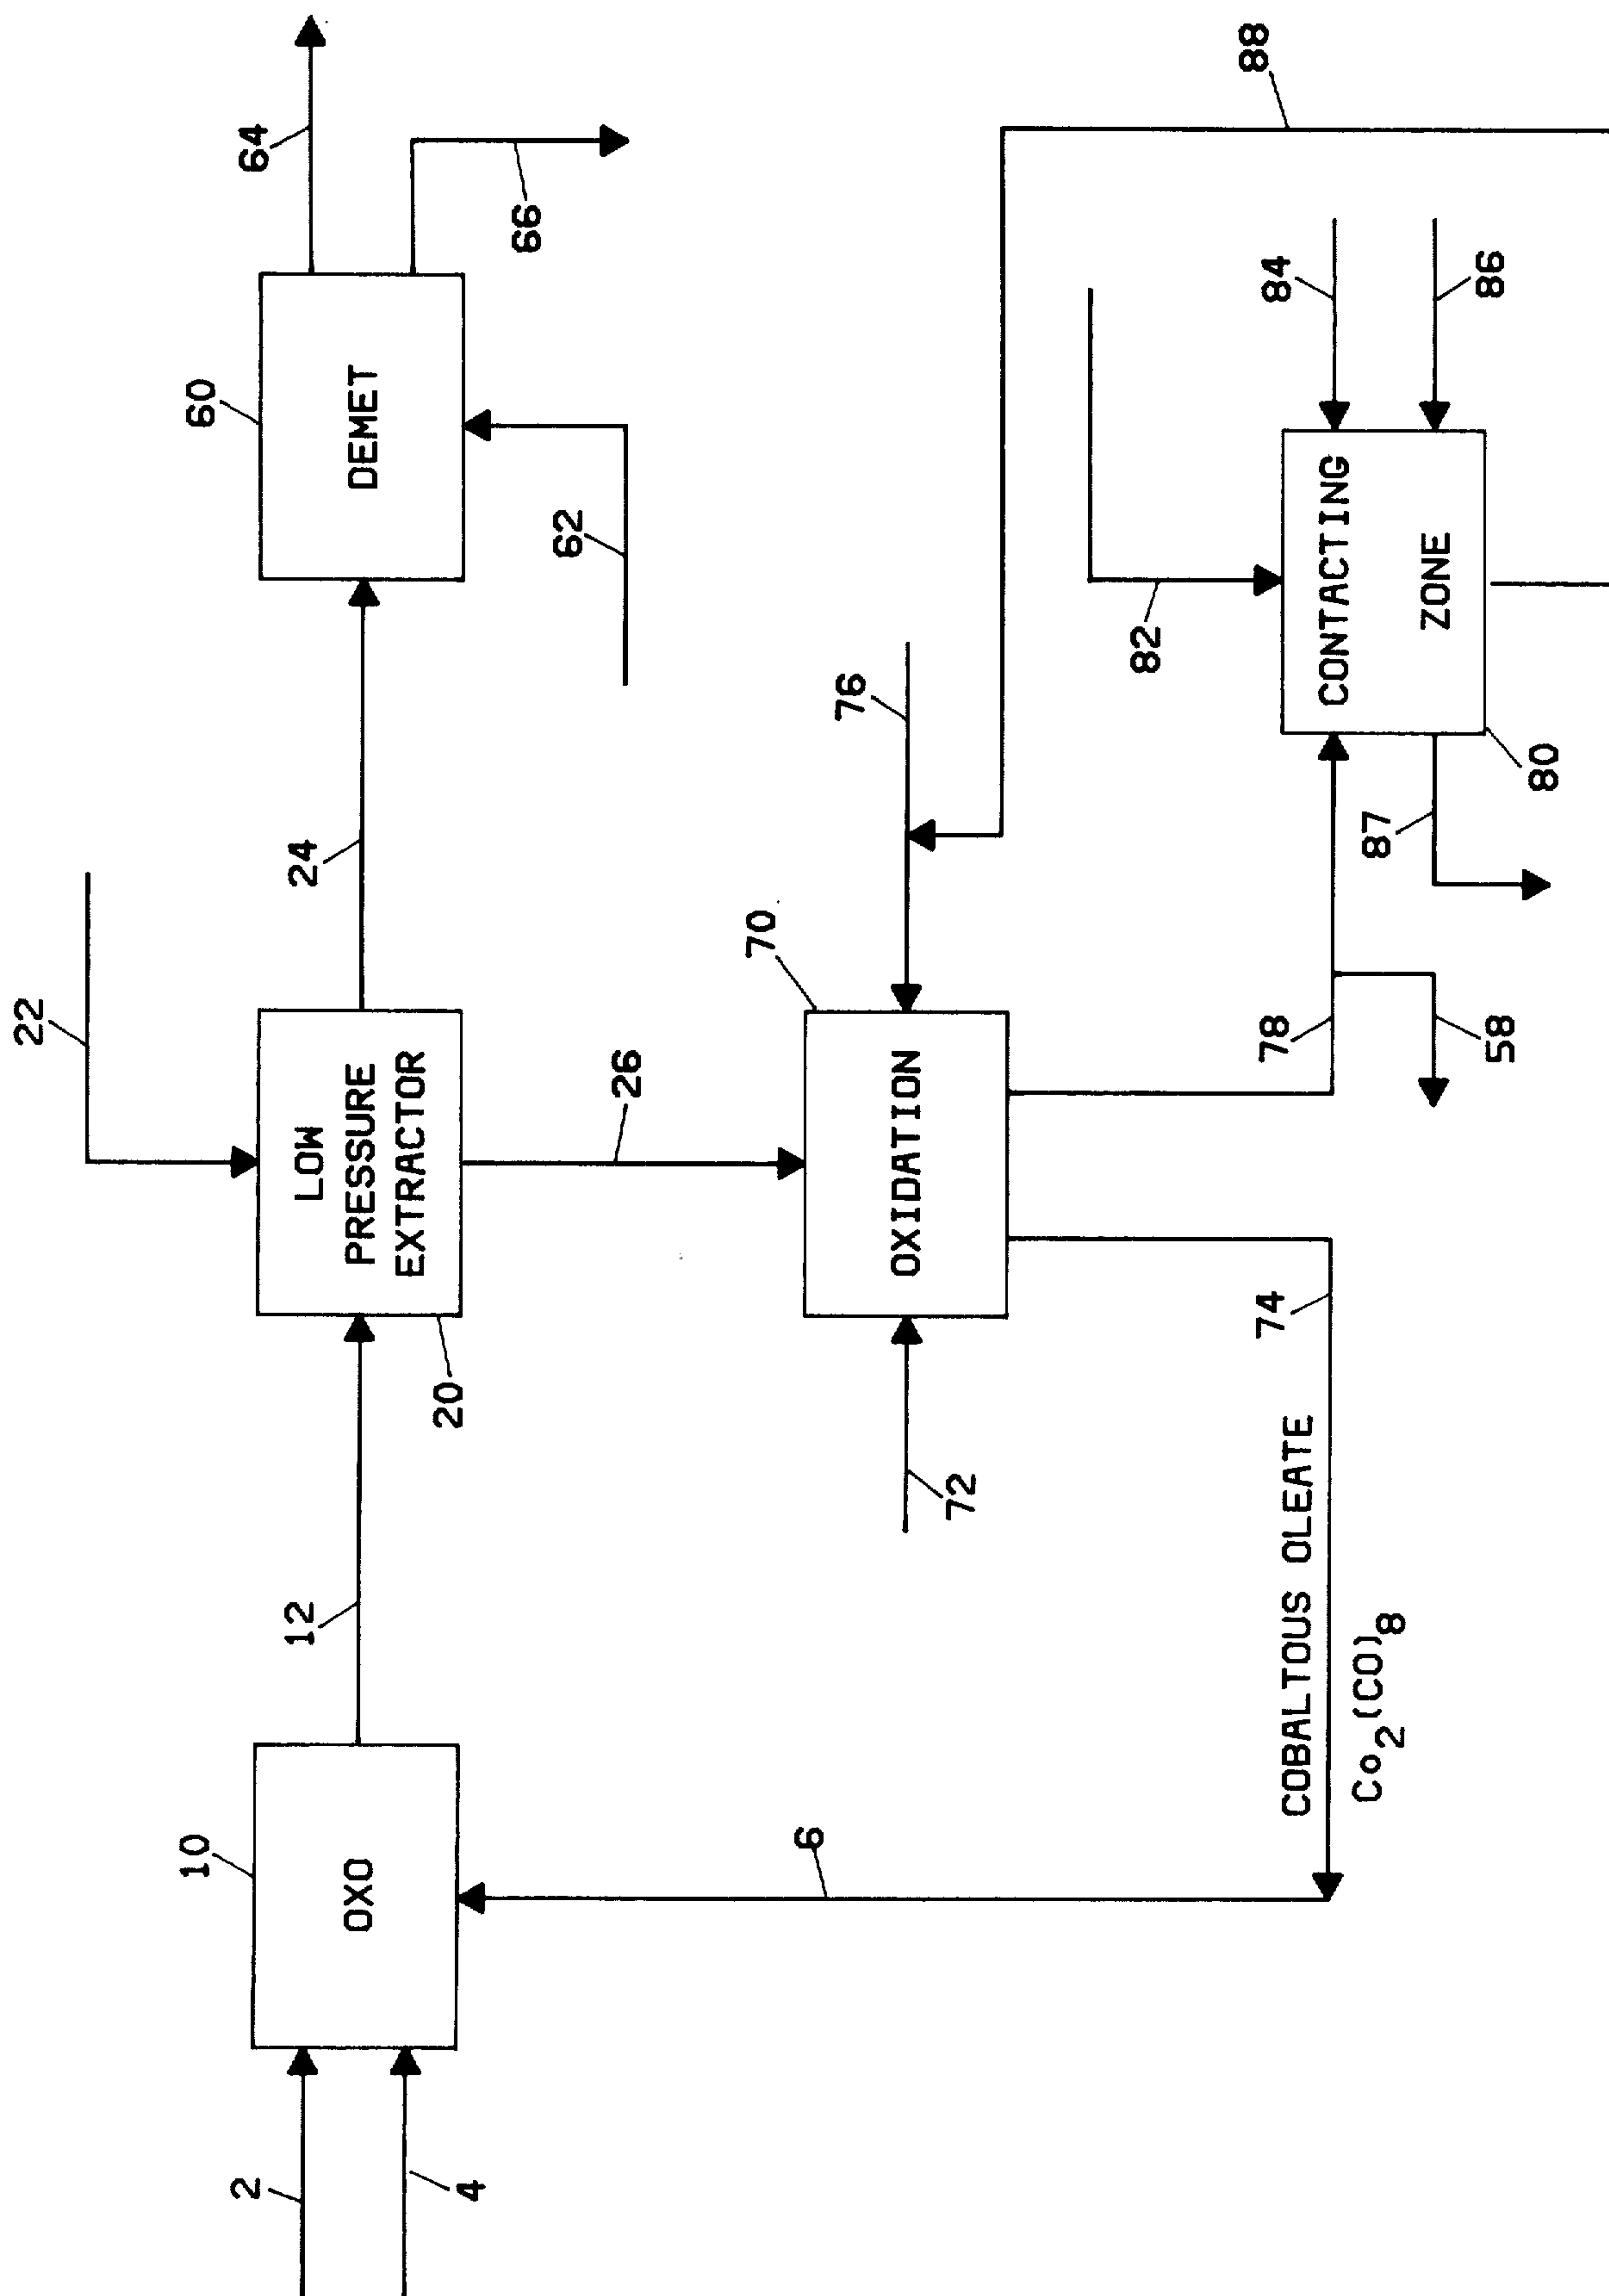 22
64
10
12
24
60
OXO
LOW
PRESSURE
EXTRACTOR
DEMET
2
4
20
66
62
26
6
70
76
OXIDATION
72
82
88
74
78
84
COBALTOUS OLEATE
CONTACTING
ZONE
Co2(CO)8
87
86
58
80